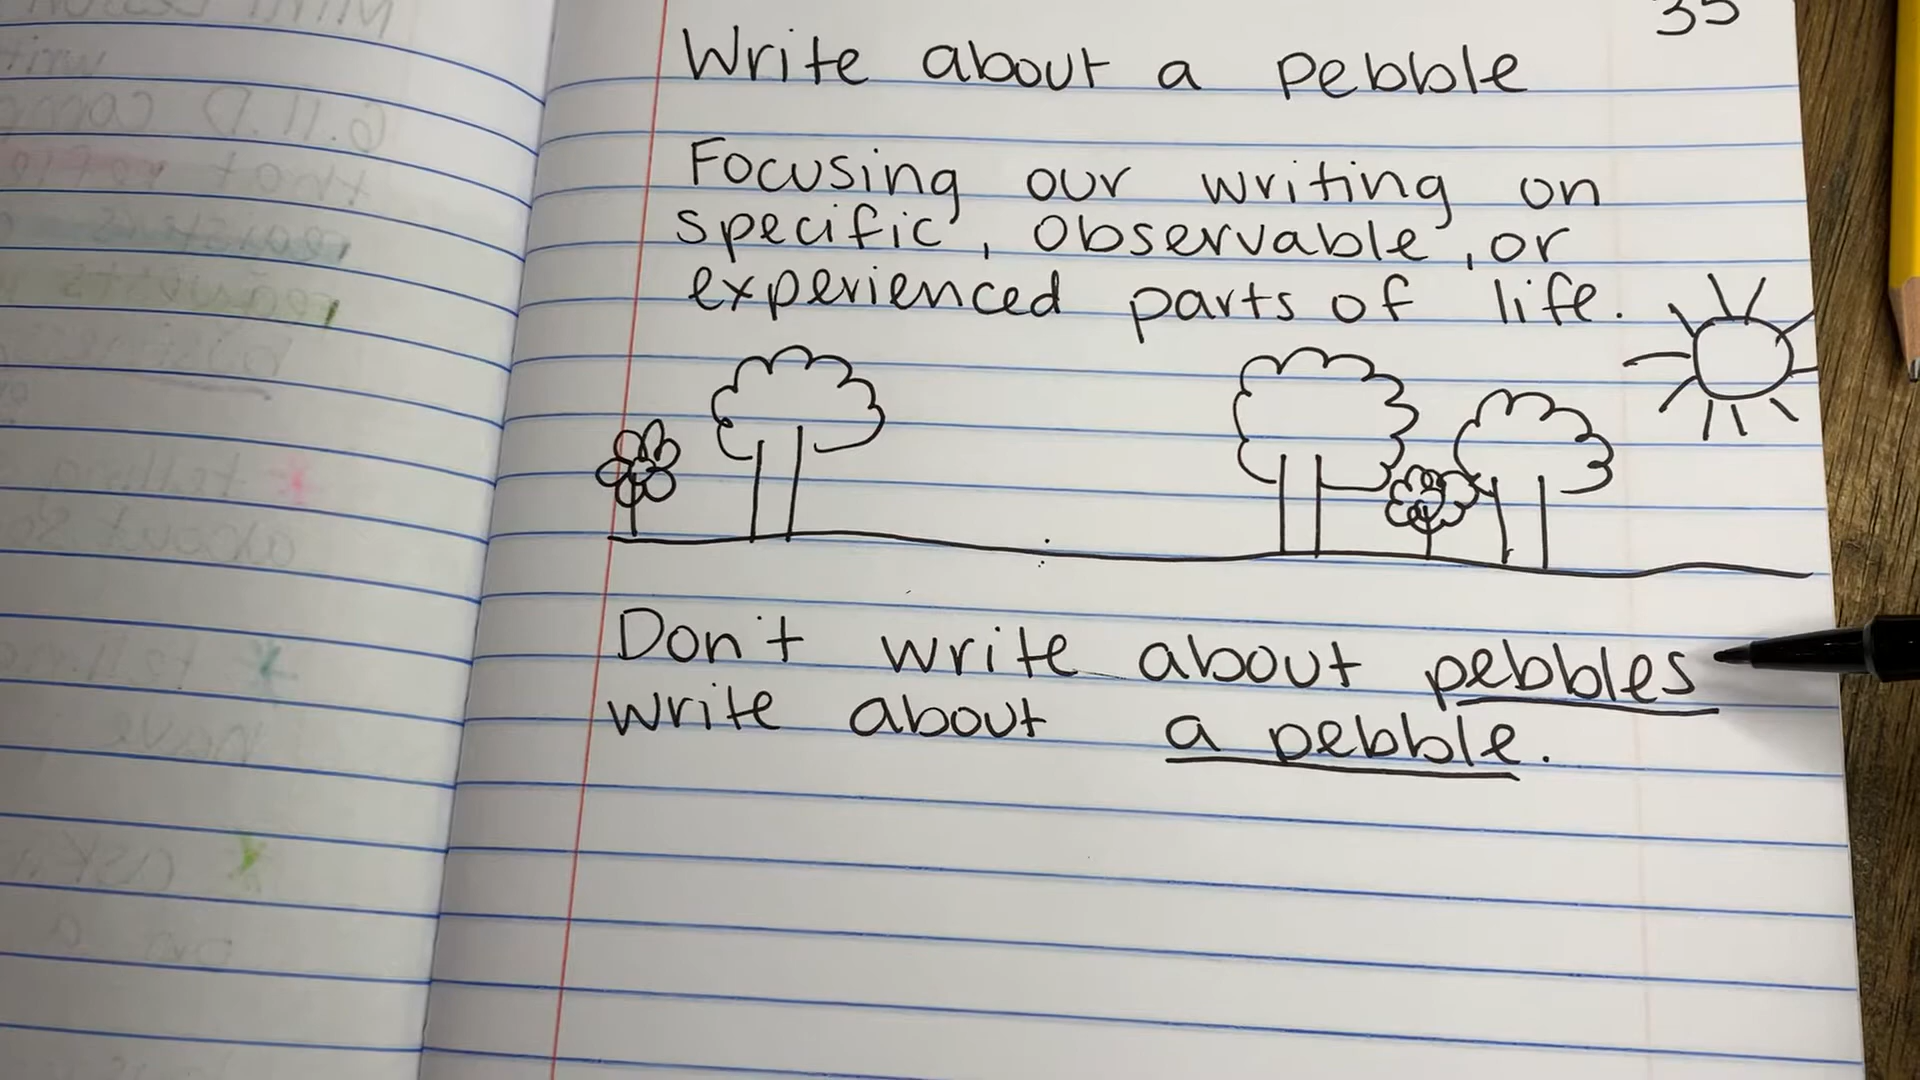 35
Write about a pebble
Focusing our writing on
specific, observable, or
experienced parts of life.
Don't write about pebbles
write about a pebble.